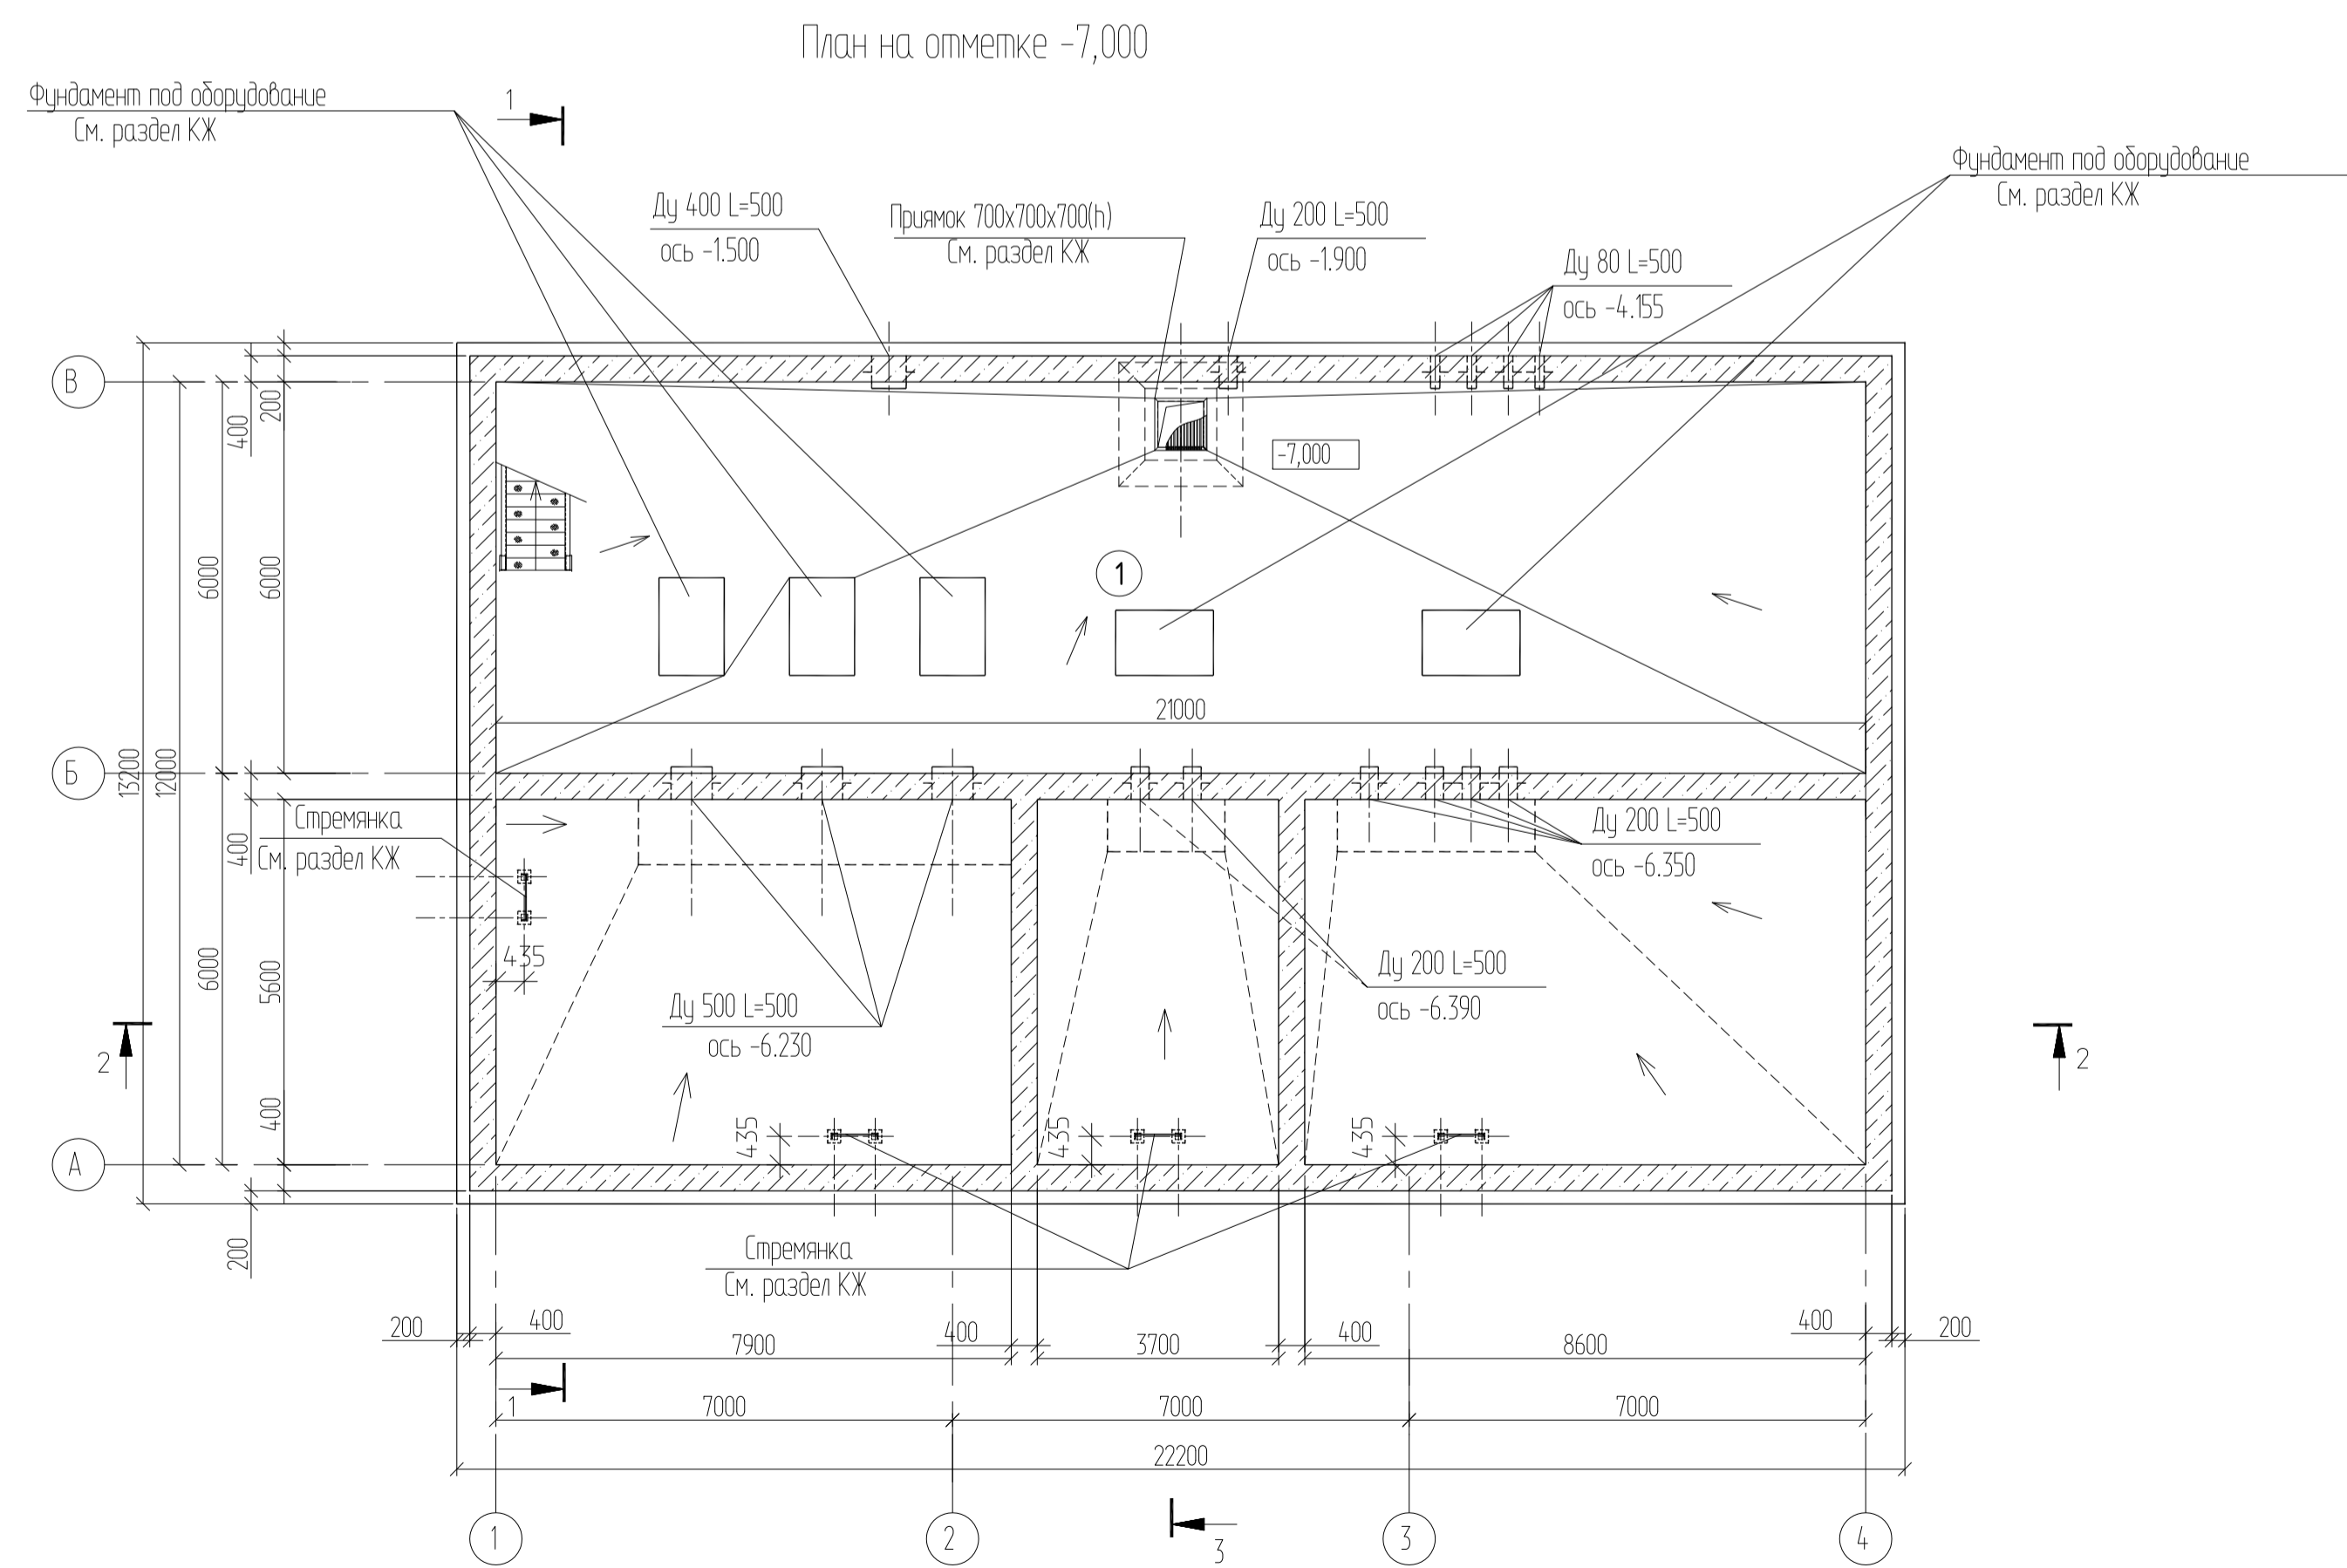 План на отметке -7,000
Фундамент под оборудование
См. раздел КЖ
1
Фундамент под оборудование
См. раздел КЖ
Ду 400 L=500
ось -1.500
Приямок 700х700х700(h)
См. раздел КЖ
Ду 200 L=500
ось -1.900
Ду 80 L=500
ось -4.155
В
400
200
-7,000
6000
6000
1
21000
Б
13200
12000
Стремянка
См. раздел КЖ
400
Ду 200 L=500
ось -6.350
435
6000
5600
Ду 200 L=500
ось -6.390
Ду 500 L=500
ось -6.230
2
2
400
435
435
435
А
200
Стремянка
См. раздел КЖ
200
400
7900
400
3700
400
8600
400
200
1
7000
7000
7000
22200
1
2
3
3
4